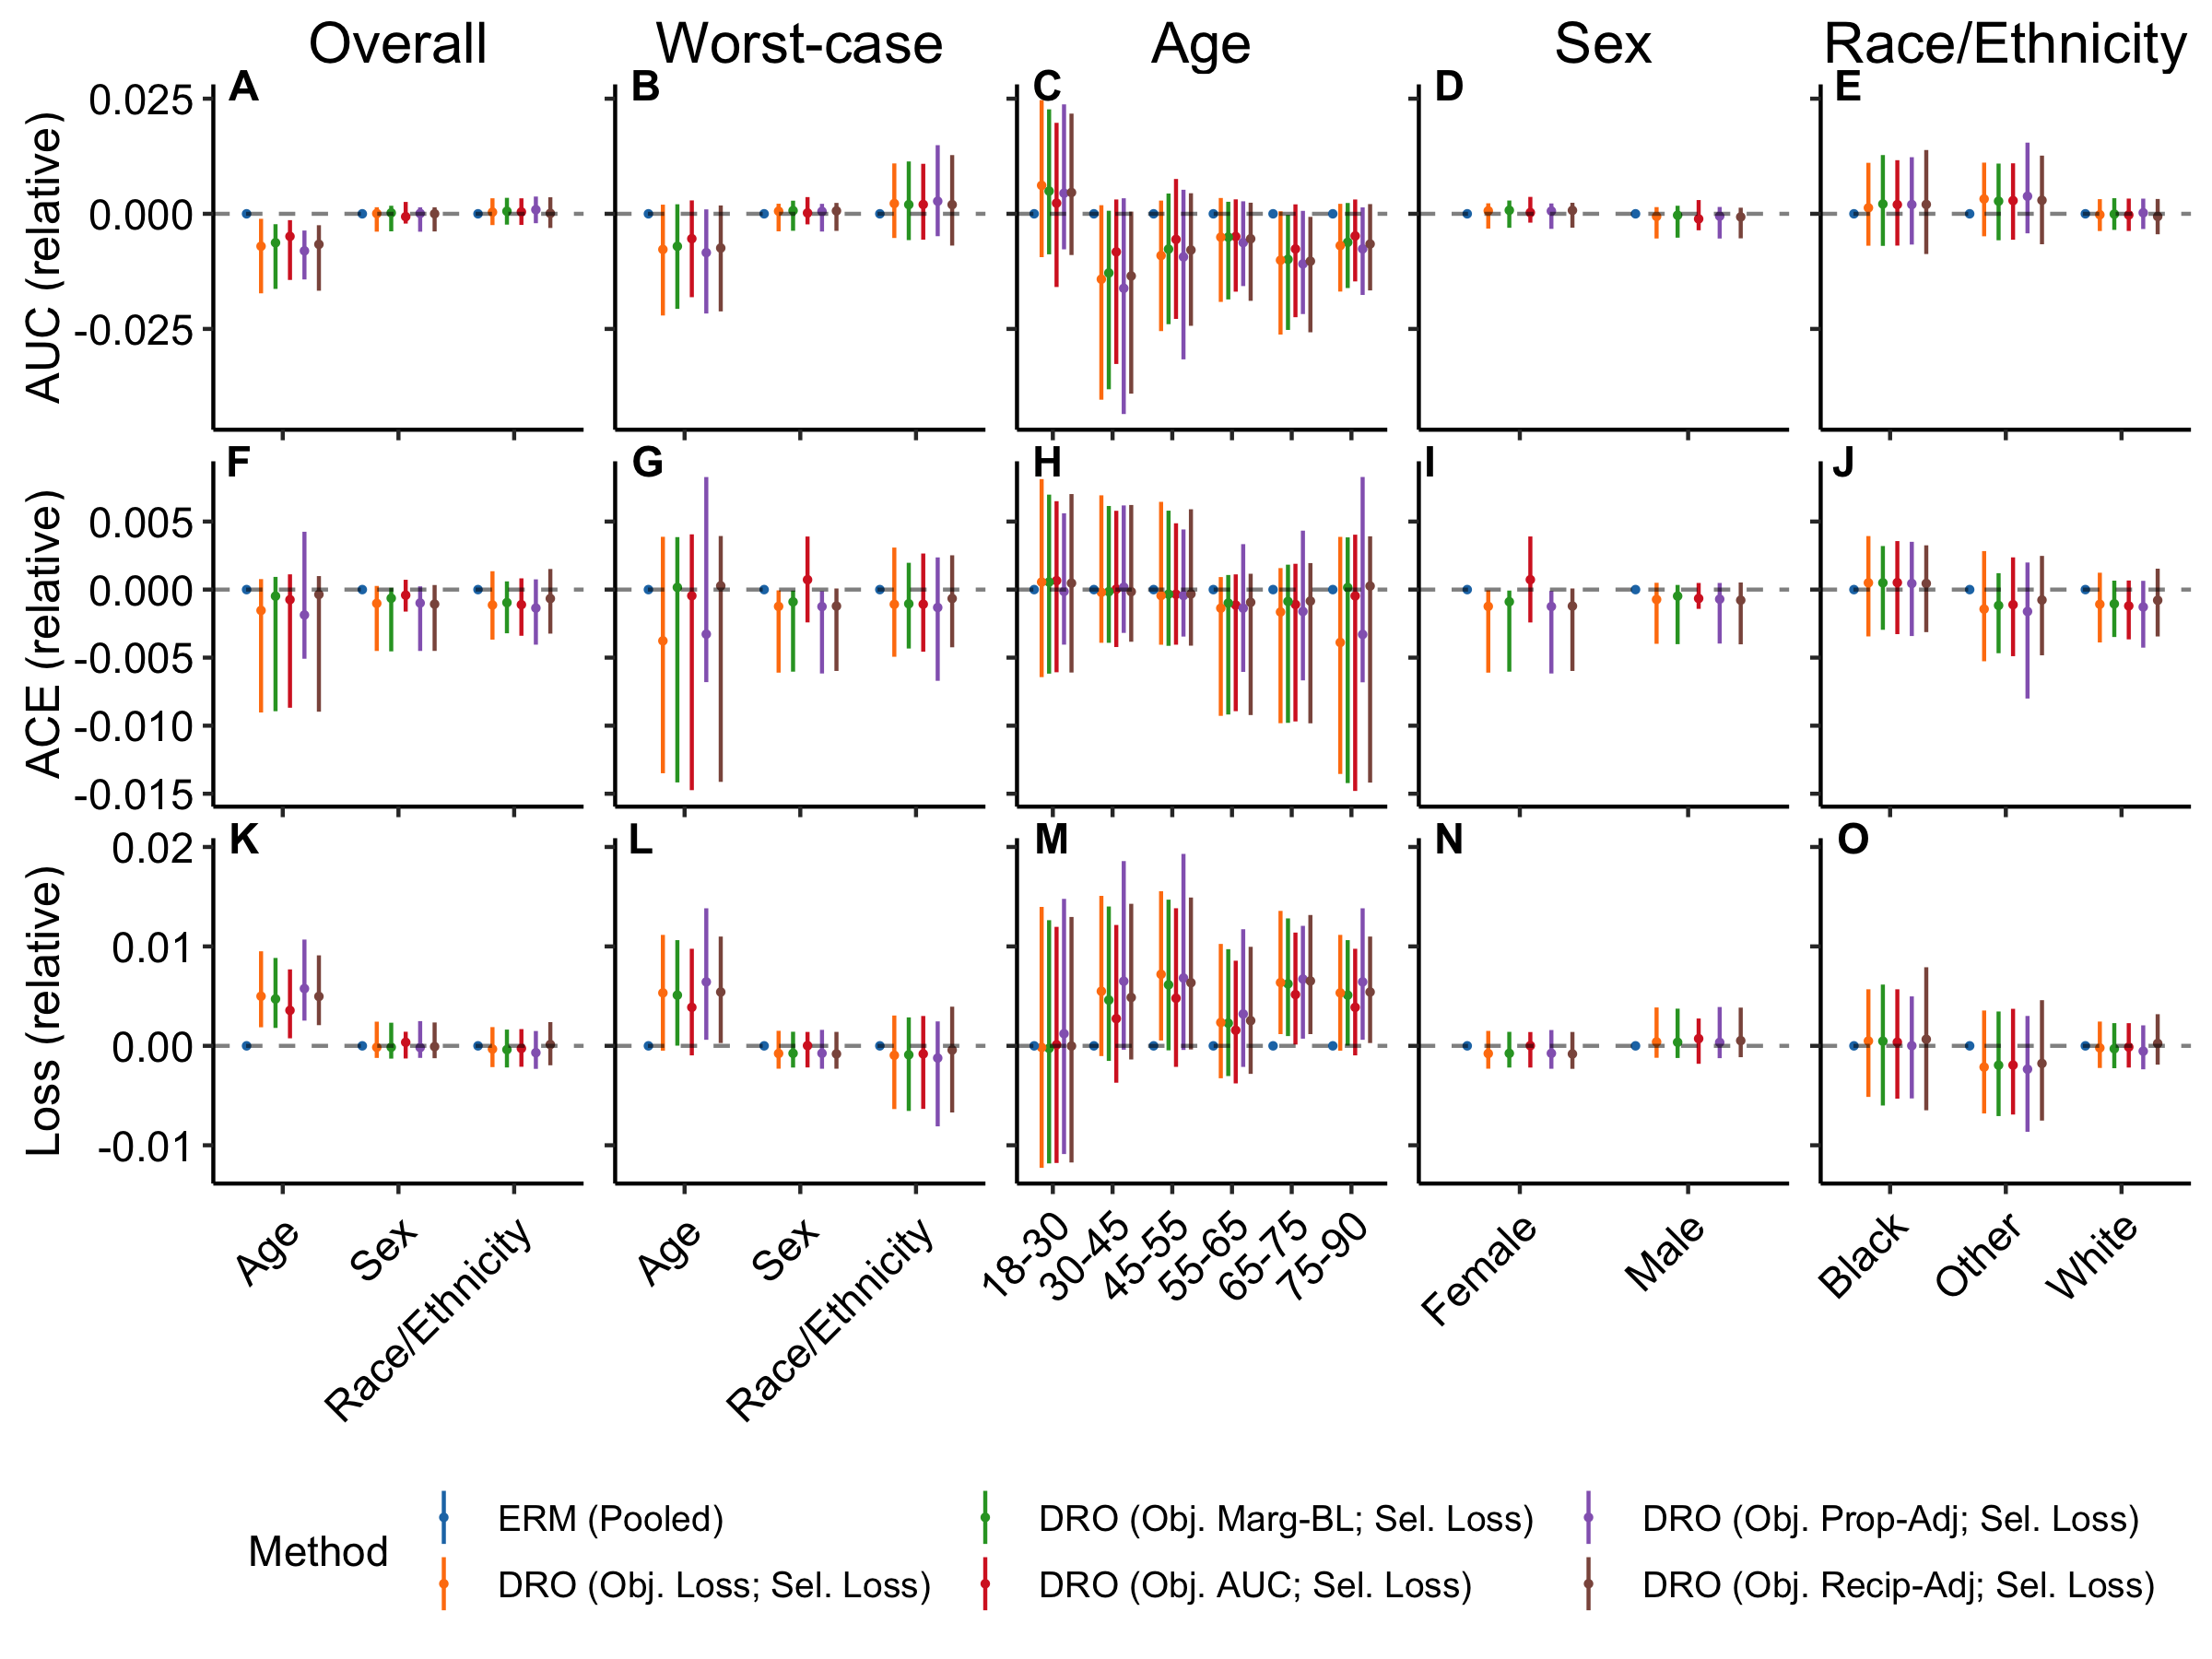 Overall Worst-case Age Sex Race/Ethnicity
A B C D E
AUC (relative)
0.025
0.000
-0.025
F G H I J
ACE (relative)
0.005
0.000
-0.005
-0.010
-0.015
K L M N O
Loss (relative)
0.02
0.01
0.00
-0.01
Age Sex Race/Ethnicity Age Sex Race/Ethnicity 18-30 30-45 45-55 55-65 65-75 75-90 Female Male Black Other White
Method
ERM (Pooled) DRO (Obj. Marg-BL; Sel. Loss) DRO (Obj. Prop-Adj; Sel. Loss)
DRO (Obj. Loss; Sel. Loss) DRO (Obj. AUC; Sel. Loss) DRO (Obj. Recip-Adj; Sel. Loss)